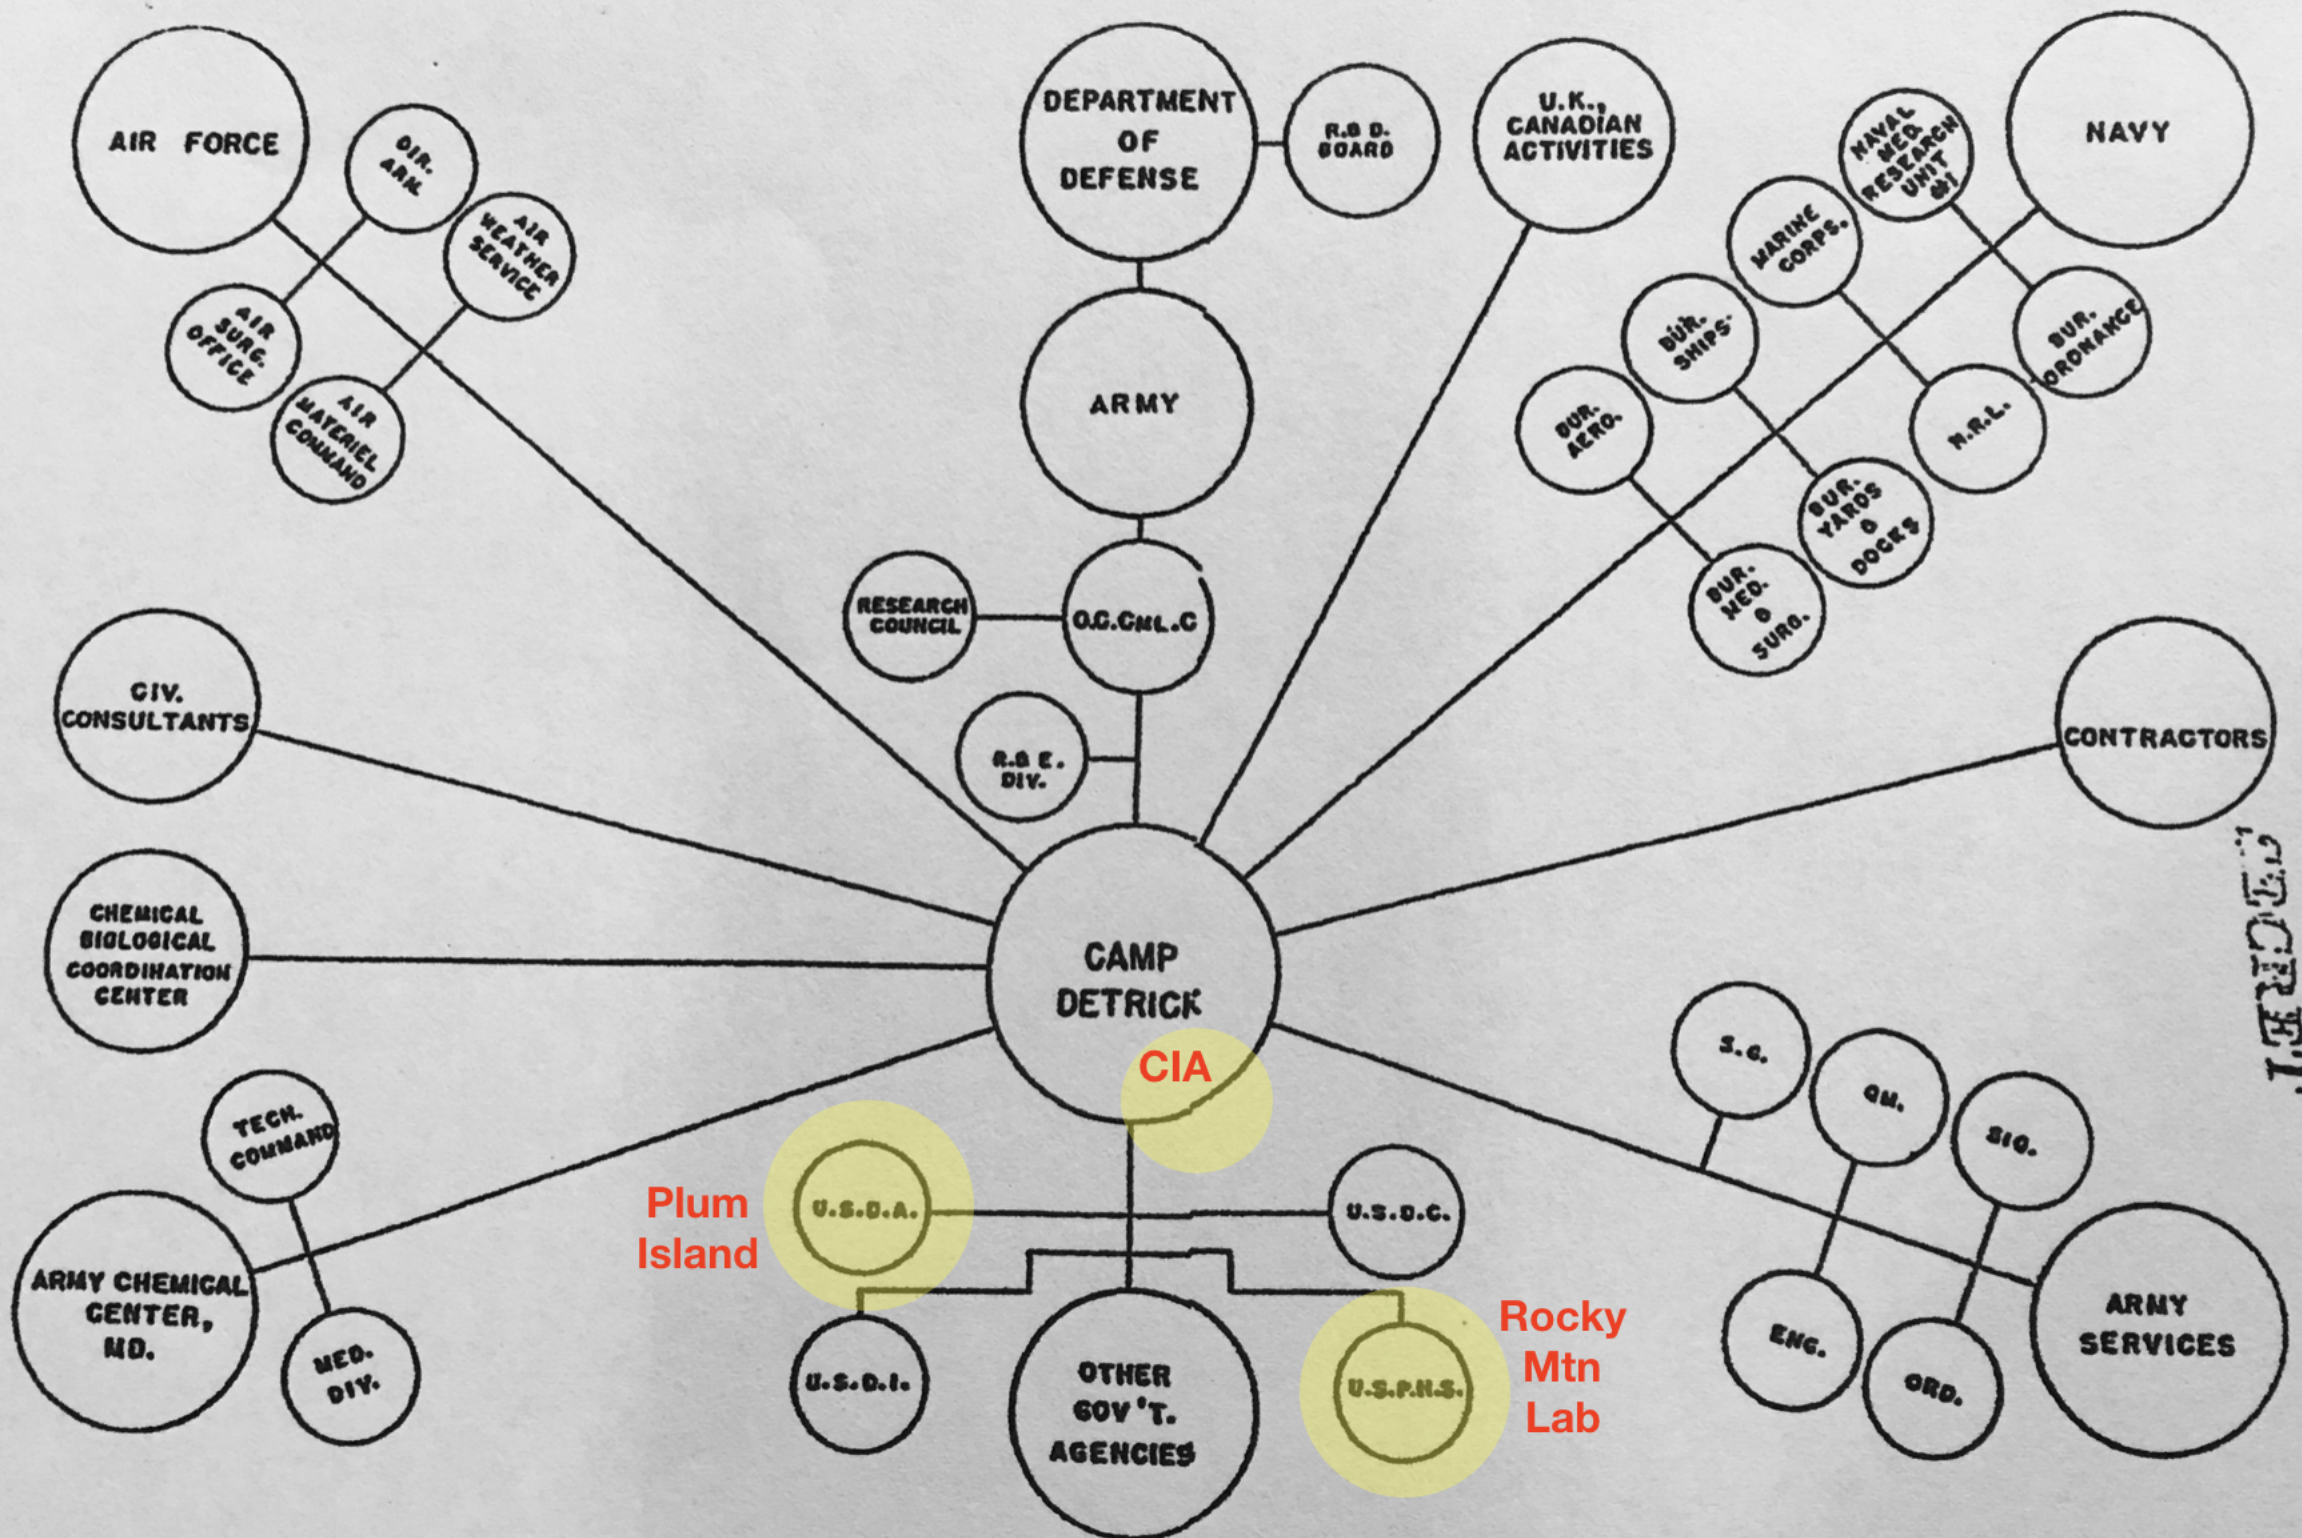 AIR FORCE
DIR.
ARM.
AIR
WEATHER
SERVICE
AIR
SURG.
OFFICE
AIR
MATERIEL
COMMAND
DEPARTMENT
OF
DEFENSE
R.& D.
BOARD
U.K.,
CANADIAN
ACTIVITIES
NAVAL
MED.
RESEARCH
UNIT
#1
NAVY
MARINE
CORPS.
BUR.
SHIPS.
BUR.
AERO.
BUR.
ORDNANCE
N.R.L.
BUR.
YARDS
&
DOCKS
BUR.
MED.
&
SURG.
ARMY
RESEARCH
COUNCIL
O.C.CML.C
R.& E.
DIV.
CIV.
CONSULTANTS
CONTRACTORS
CHEMICAL
BIOLOGICAL
COORDINATION
CENTER
CAMP
DETRICK
CIA
SECRET
TECH.
COMMAND
ARMY CHEMICAL
CENTER,
MD.
MED.
DIV.
Plum
Island
U.S.D.A.
U.S.D.C.
U.S.D.I.
OTHER
GOV'T.
AGENCIES
U.S.P.H.S.
Rocky
Mtn
Lab
S.G.
QM.
SIG.
ENG.
ORD.
ARMY
SERVICES